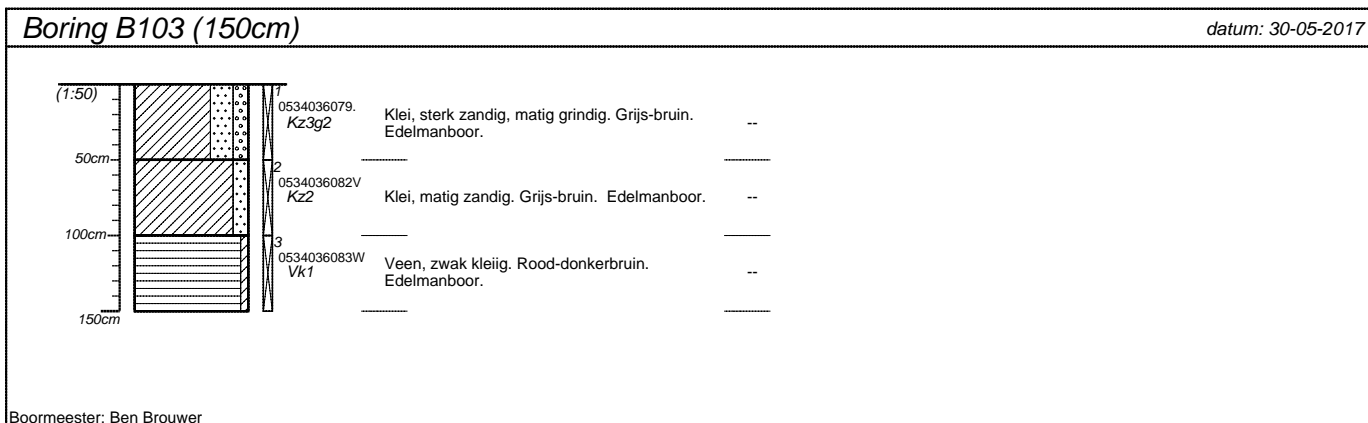 Boring B103 (150cm)
datum: 30-05-2017
(1:50)
1
0534036079.
Kz3g2
Klei, sterk zandig, matig grindig. Grijs-bruin.
Edelmanboor.
--
50cm
2
0534036082V
Kz2
Klei, matig zandig. Grijs-bruin. Edelmanboor.
--
100cm
3
0534036083W
Vk1
Veen, zwak kleiig. Rood-donkerbruin.
Edelmanboor.
--
150cm
Boormeester: Ben Brouwer